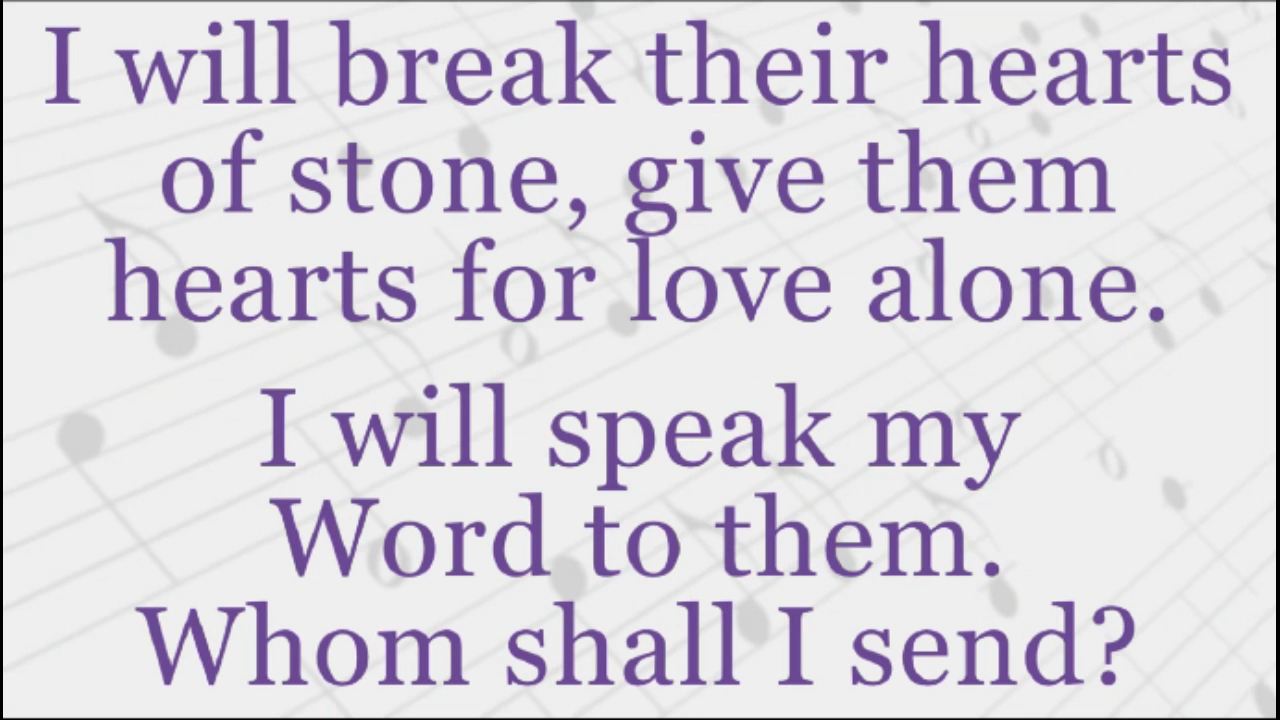 I will break their hearts
of stone, give them
hearts for love alone.
I will speak my
Word to them.
Whom shall I send?